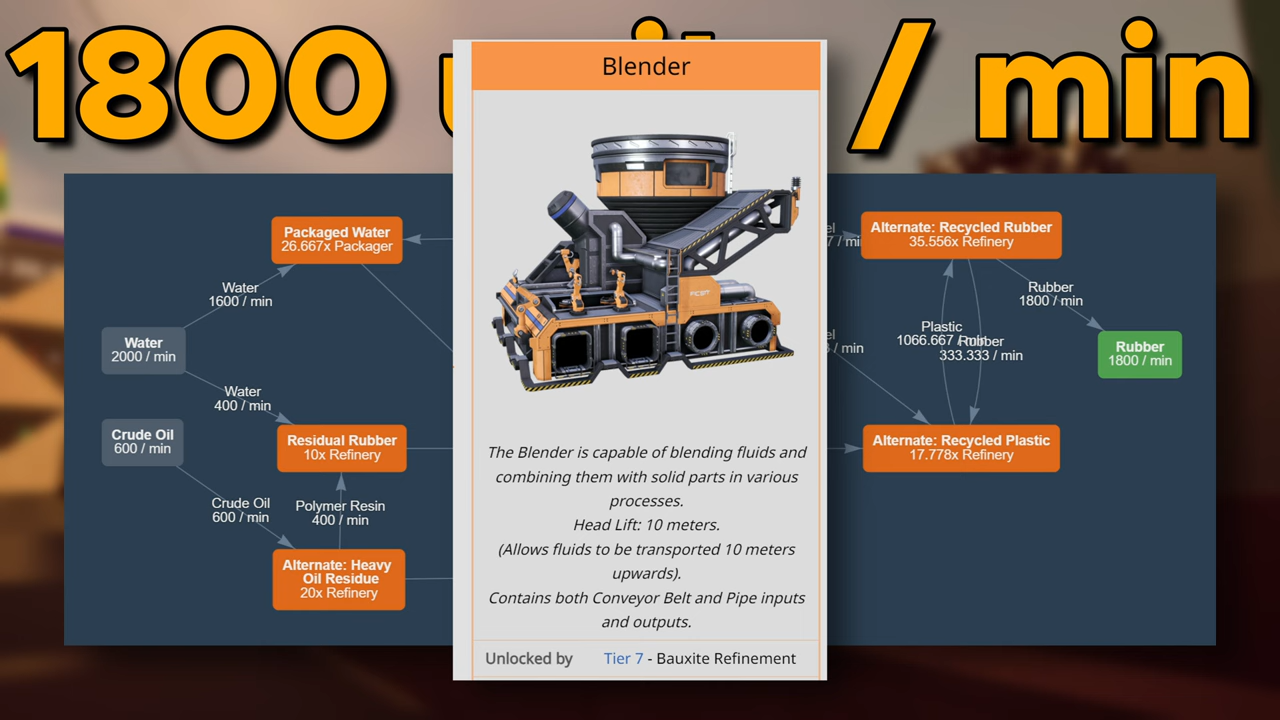 1800 / min
Blender
Packaged Water
26.667x Packager
Water
1600 / min
Water
2000 / min
Water
400 / min
Crude Oil
600 / min
Residual Rubber
10x Refinery
Crude Oil
600 / min
Polymer Resin
400 / min
Alternate: Heavy
Oil Residue
20x Refinery
The Blender is capable of blending fluids and
combining them with solid parts in various
processes.
Head Lift: 10 meters.
(Allows fluids to be transported 10 meters
upwards).
Contains both Conveyor Belt and Pipe inputs
and outputs.
Unlocked by Tier 7 - Bauxite Refinement
Alternate: Recycled Rubber
35.556x Refinery
Rubber
1800 / min
Plastic
1066.667 / min
Rubber
333.333 / min
Rubber
1800 / min
Alternate: Recycled Plastic
17.778x Refinery